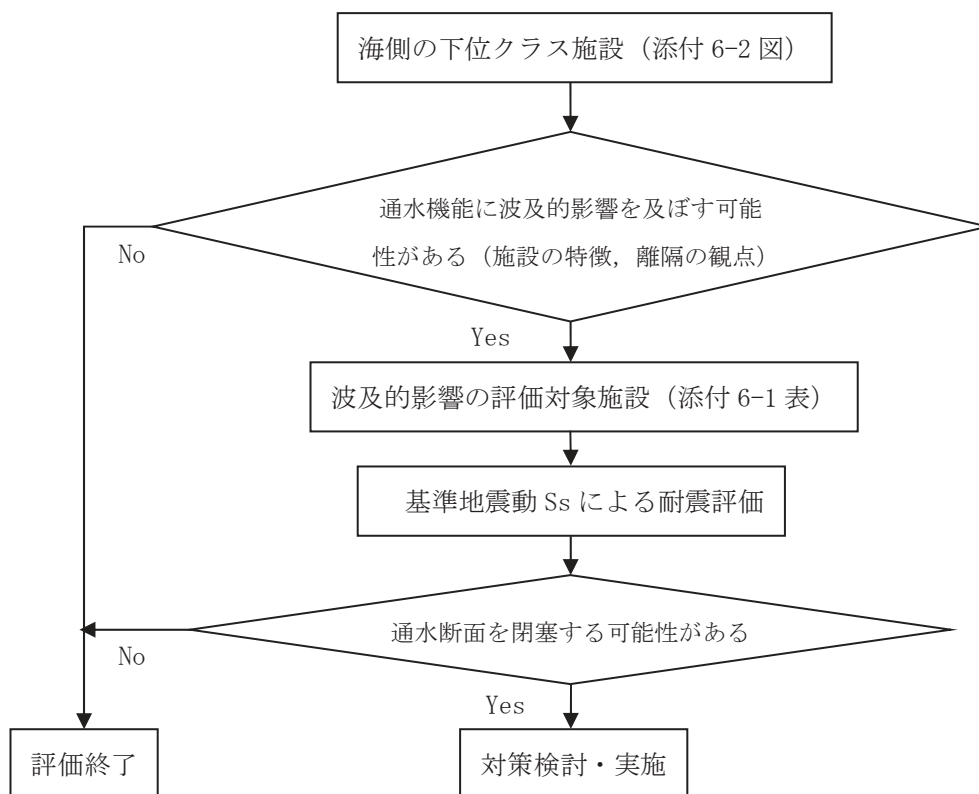 海側の下位クラス施設（添付 6-2 図）
通水機能に波及的影響を及ぼす可能
性がある（施設の特徴，離隔の観点）
No
Yes
波及的影響の評価対象施設（添付 6-1 表）
基準地震動 Ss による耐震評価
通水断面を閉塞する可能性がある
No
Yes
評価終了
対策検討・実施